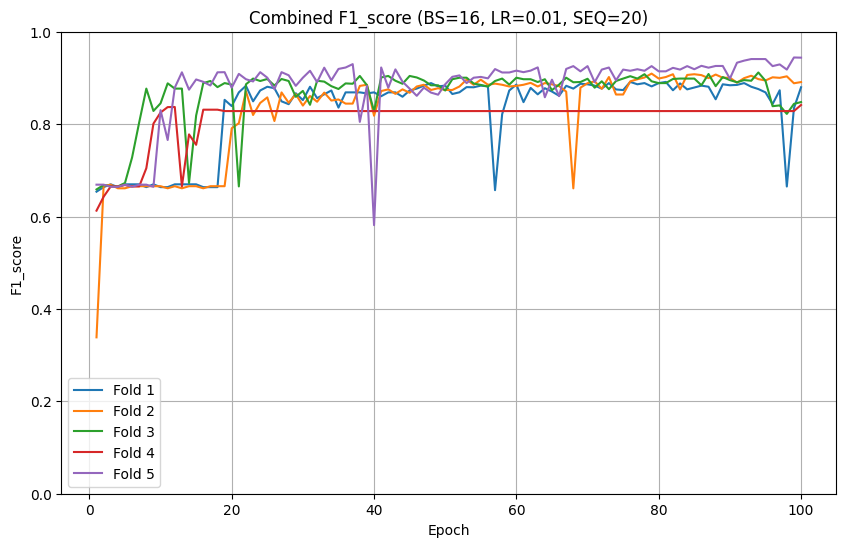 Combined F1_score (BS=16, LR=0.01, SEQ=20)
F1_score
1.0
0.8
0.6
0.4
0.2
0.0
Fold 1
Fold 2
Fold 3
Fold 4
Fold 5
0 20 40 60 80 100
Epoch